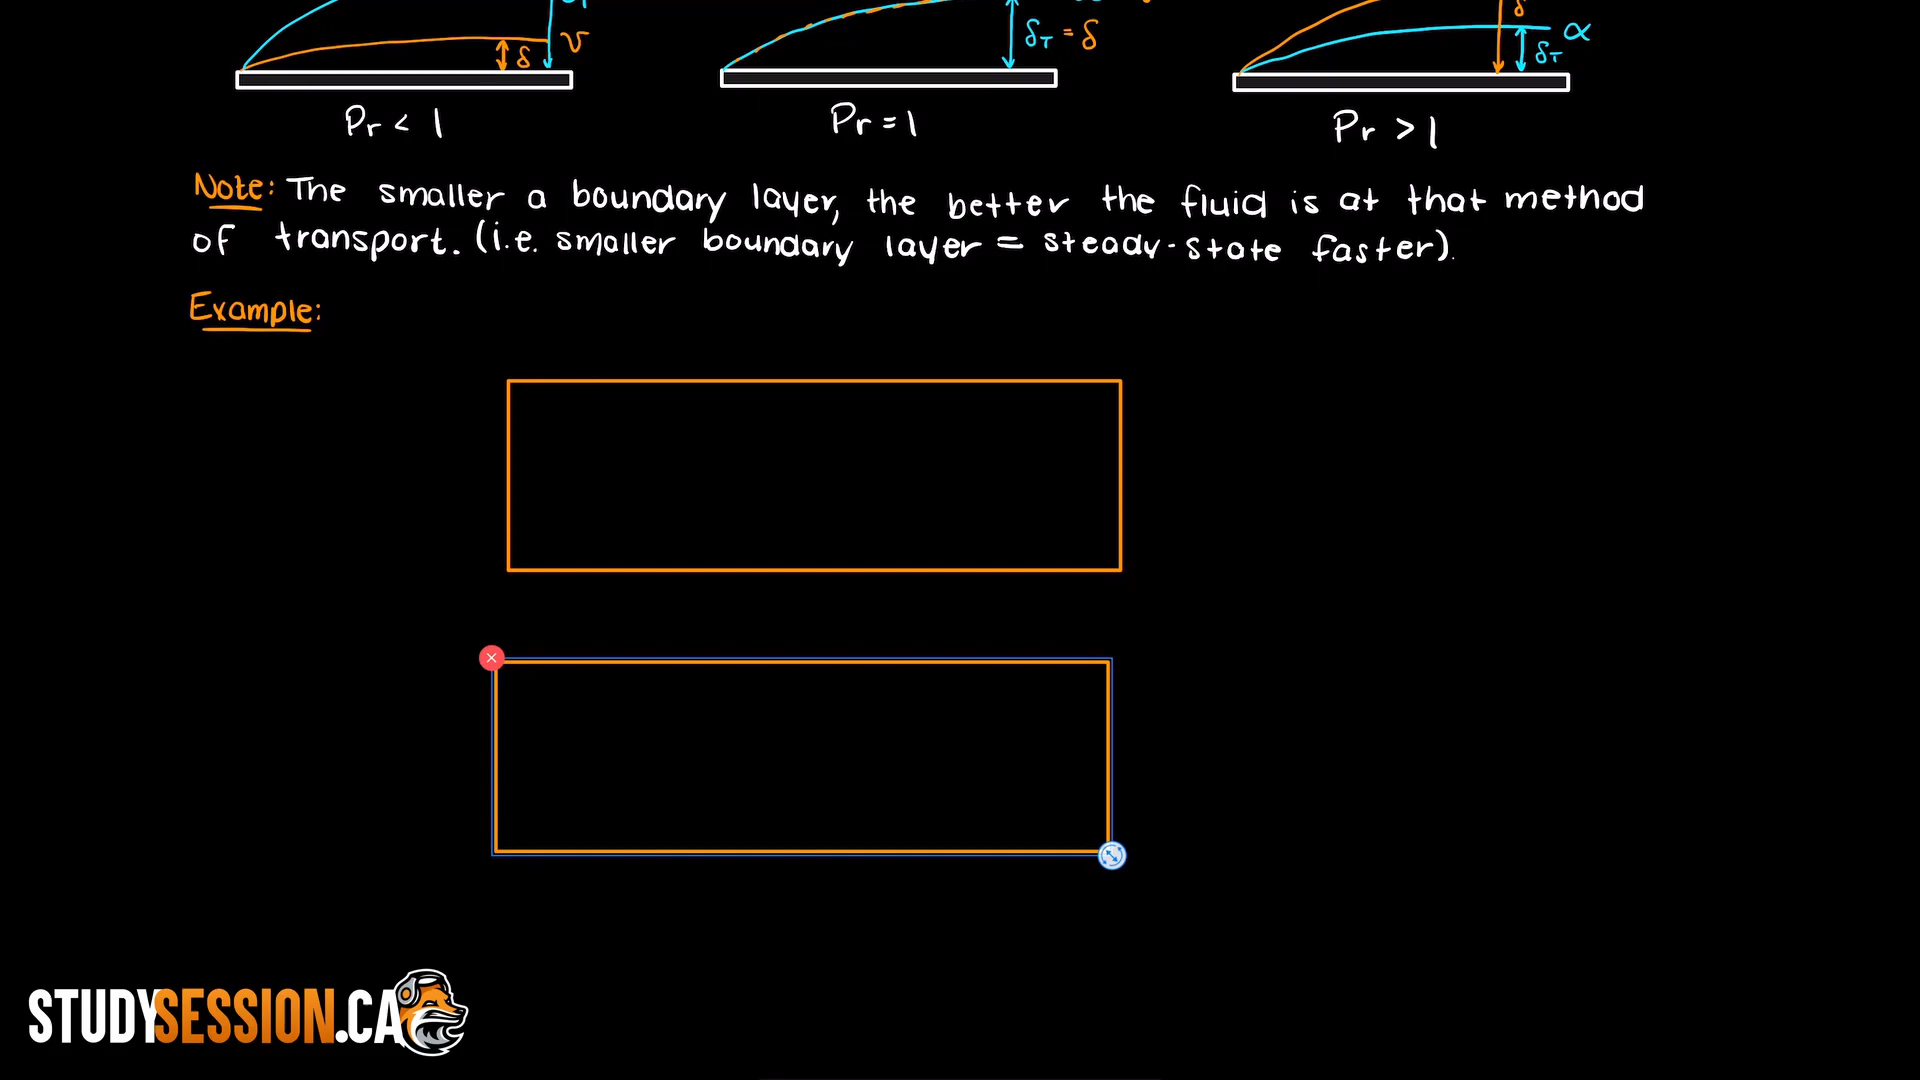 ν
δ
δT = δ
δ
α
δT
Pr < 1
Pr = 1
Pr > 1
Note: The smaller a boundary layer, the better the fluid is at that method
of transport. (i.e. smaller boundary layer = steady-state faster).
Example:
STUDYSESSION.CA